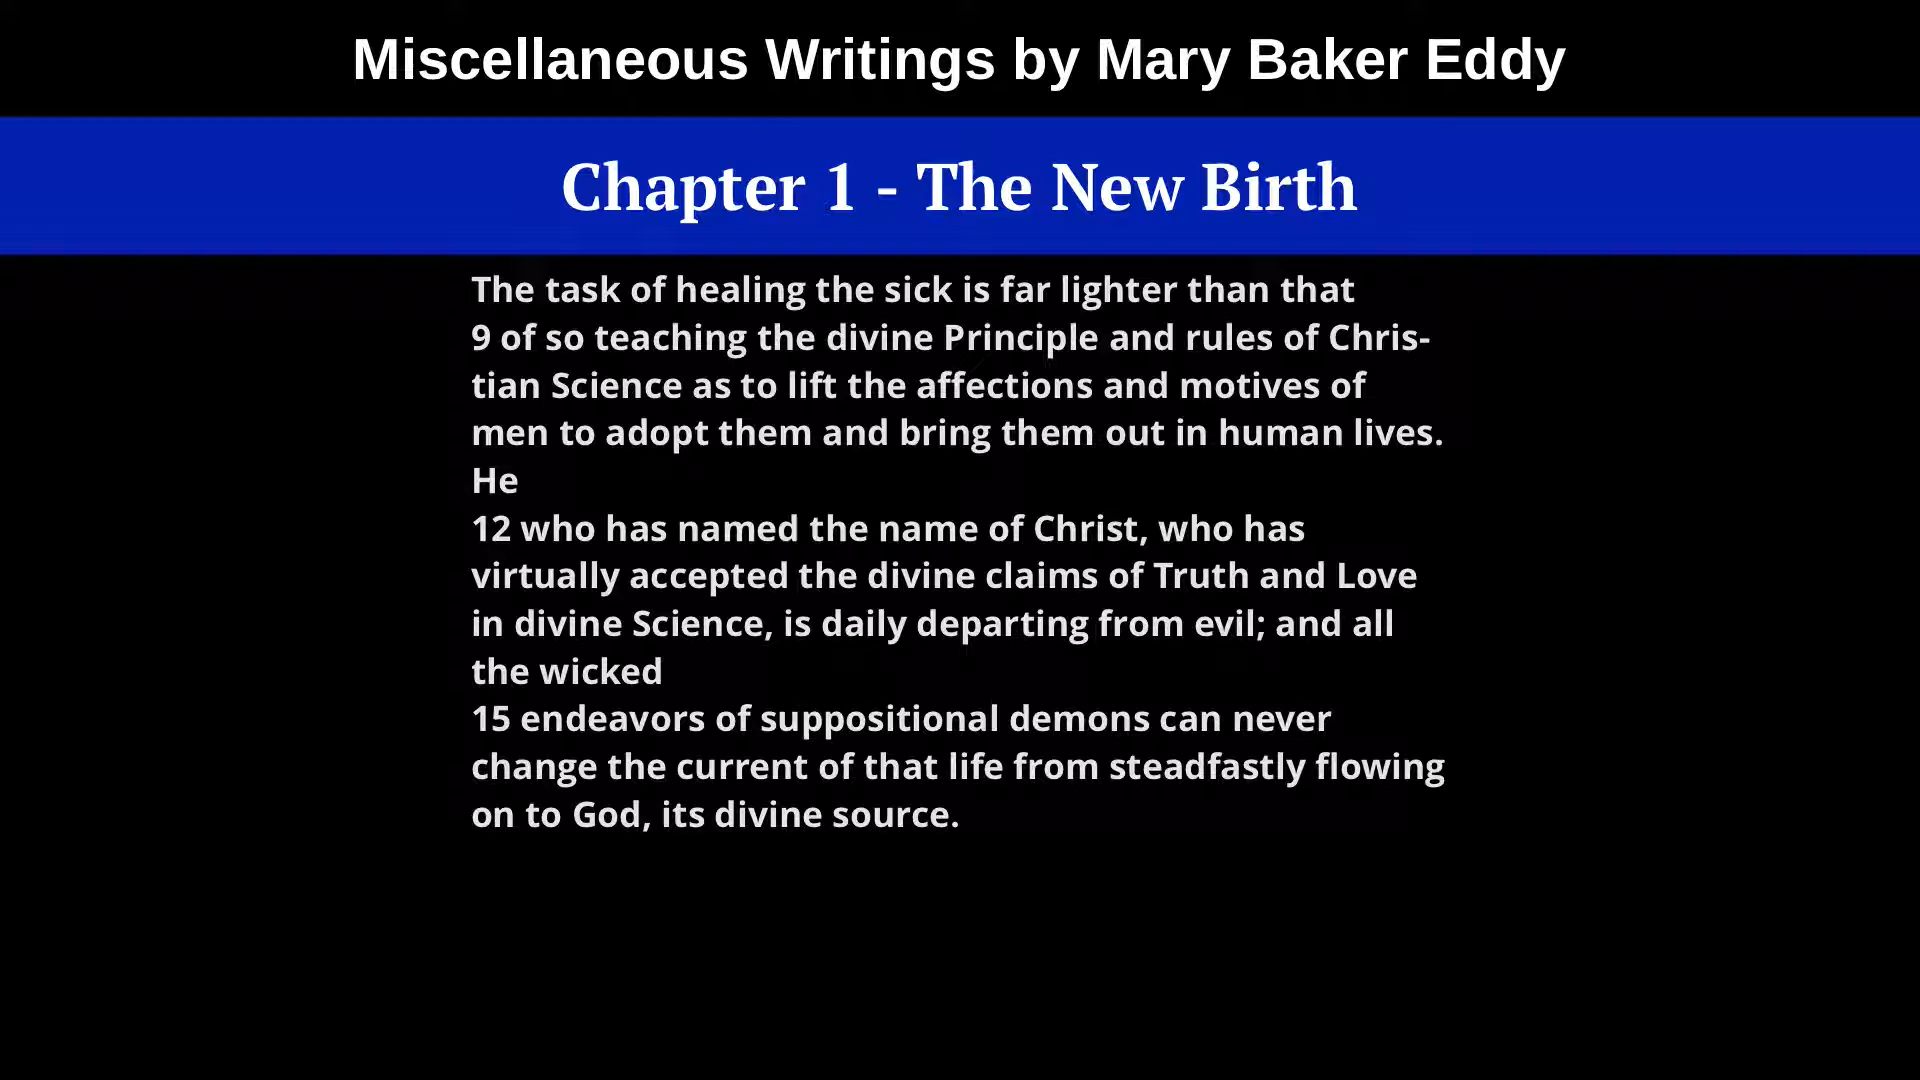 Miscellaneous Writings by Mary Baker Eddy
Chapter 1 - The New Birth
The task of healing the sick is far lighter than that
9 of so teaching the divine Principle and rules of Chris-
tian Science as to lift the affections and motives of
men to adopt them and bring them out in human lives.
He
12 who has named the name of Christ, who has
virtually accepted the divine claims of Truth and Love
in divine Science, is daily departing from evil; and all
the wicked
15 endeavors of suppositional demons can never
change the current of that life from steadfastly flowing
on to God, its divine source.